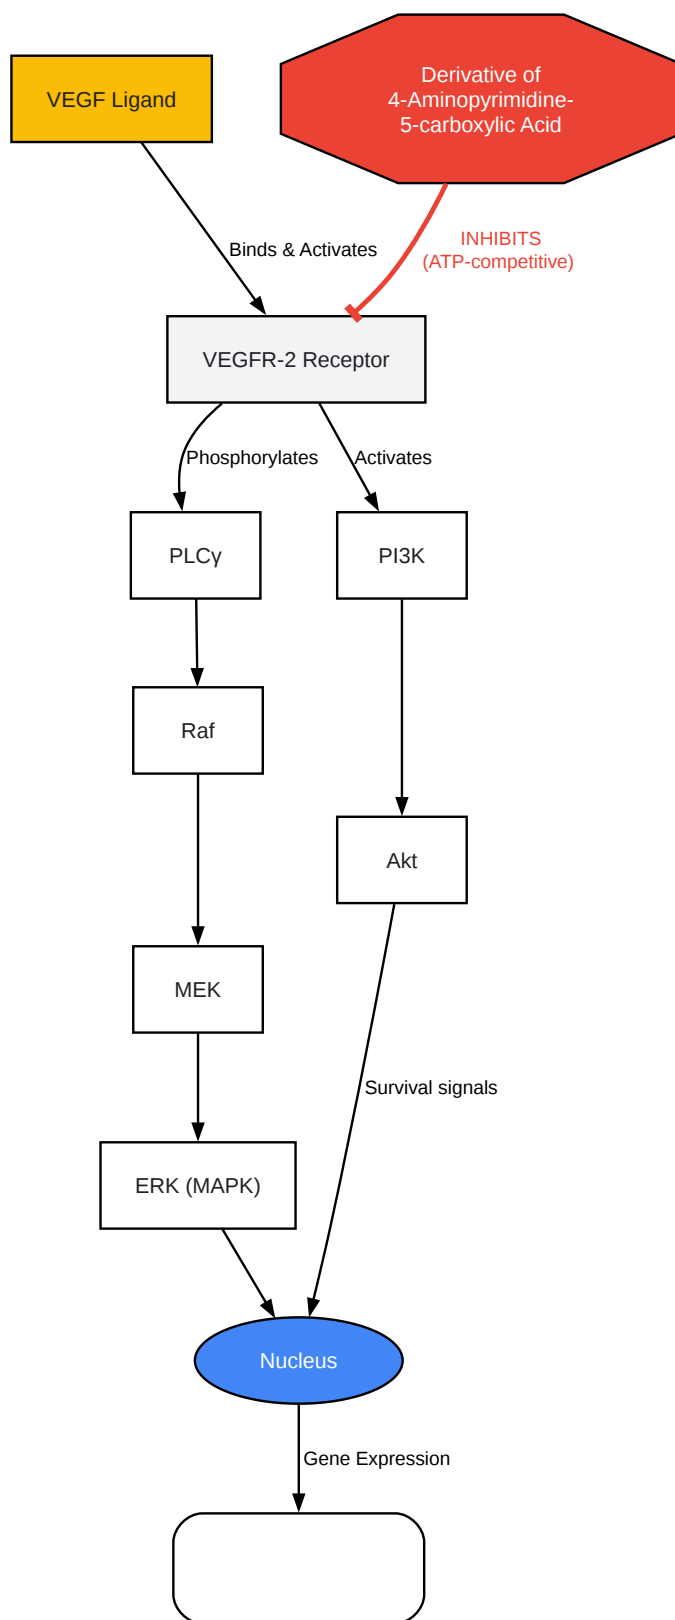 VEGF Ligand
Derivative of
4-Aminopyrimidine-
5-carboxylic Acid
Binds & Activates
INHIBITS
(ATP-competitive)
VEGFR-2 Receptor
Phosphorylates
Activates
PLCγ
PI3K
Raf
Akt
MEK
Survival signals
ERK (MAPK)
Nucleus
Gene Expression